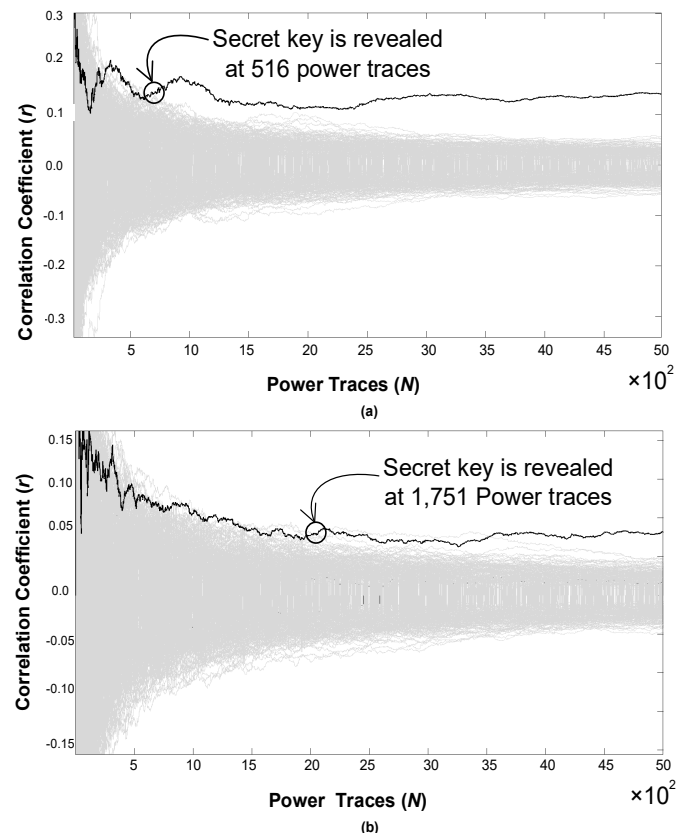 0.3
0.2
0.1
0.0
-0.1
-0.3
Correlation Coefficient (r)
Secret key is revealed
at 516 power traces
5 10 15 20 25 30 35 40 45 50
Power Traces (N)
×10²
(a)
0.15
0.10
0.05
0.0
-0.05
-0.10
-0.15
Correlation Coefficient (r)
Secret key is revealed
at 1,751 Power traces
5 10 15 20 25 30 35 40 45 50
Power Traces (N)
×10²
(b)